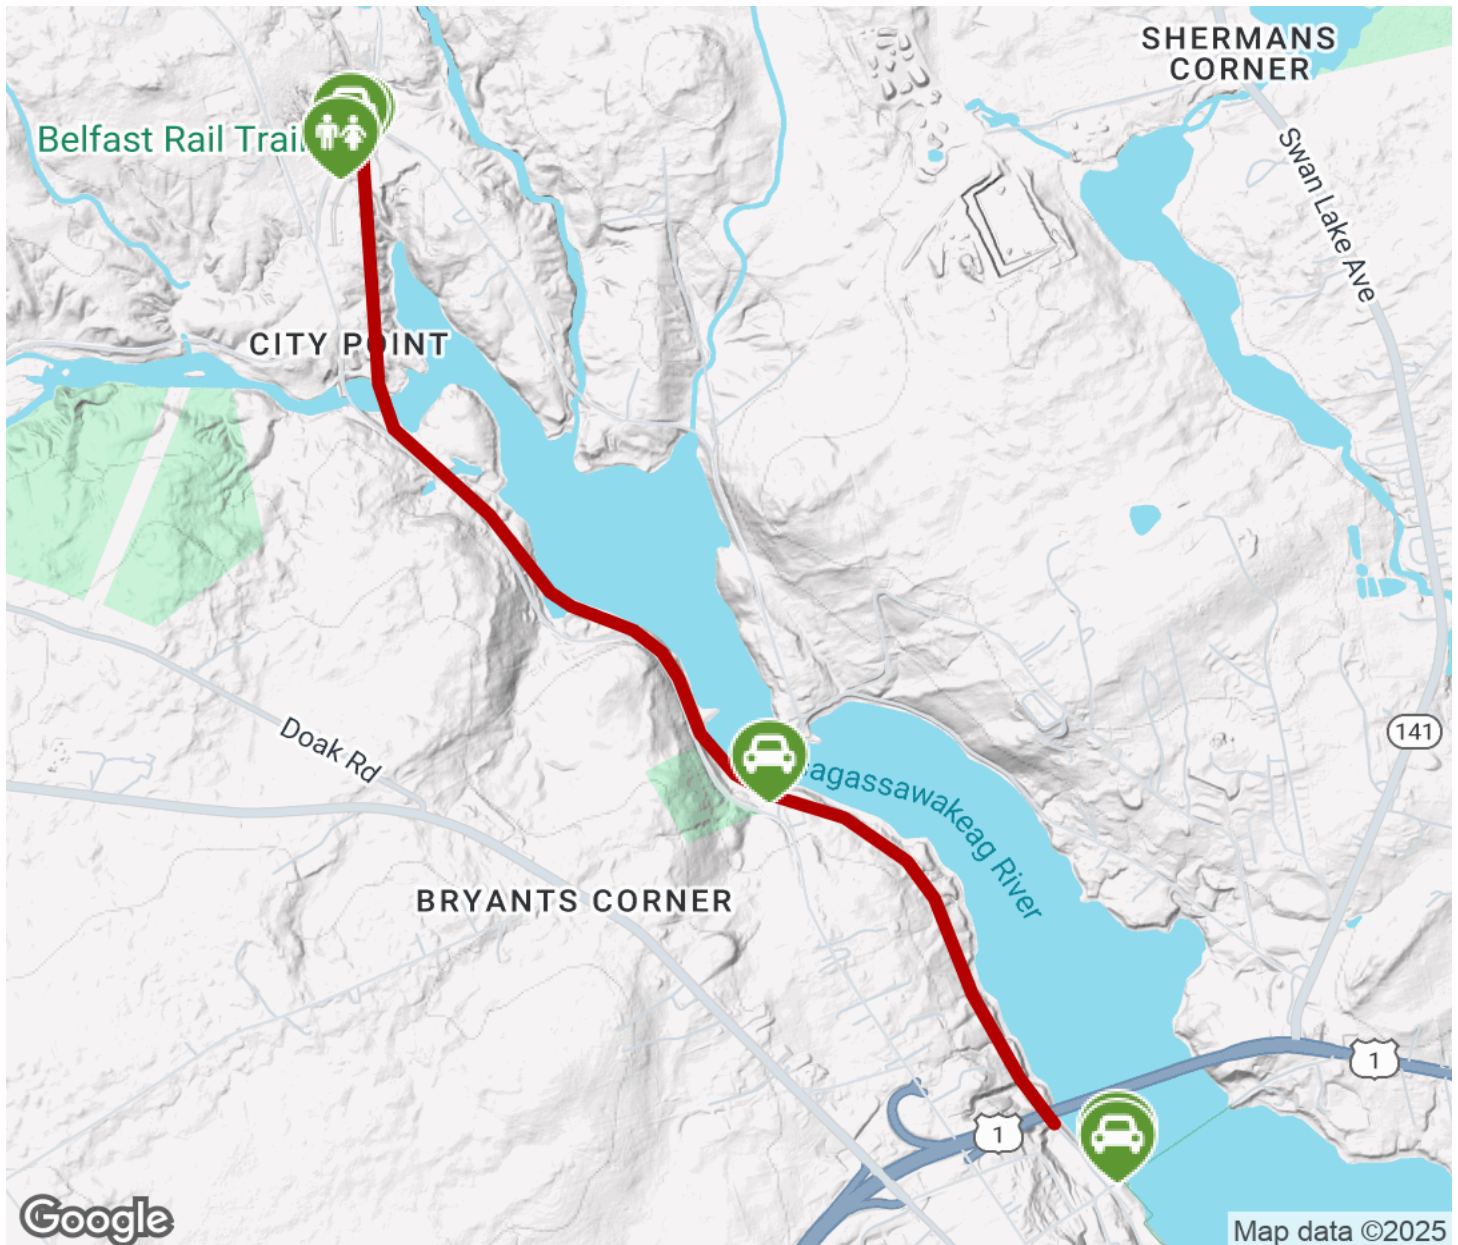 SHERMANS
CORNER
Belfast Rail Trail
Swan Lake Ave
CITY POINT
Doak Rd
141
agassawakeag River
BRYANTS CORNER
1
1
Google
Map data ©2025